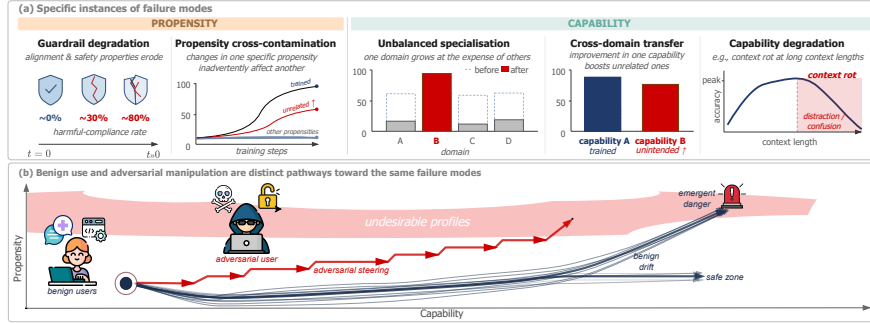 (a) Specific instances of failure modes
PROPENSITY
CAPABILITY
Guardrail degradation
alignment & safety properties erode
~0%
~30%
~80%
harmful-compliance rate
t = 0
t»0
Propensity cross-contamination
changes in one specific propensity
inadvertently affect another
trained
unrelated ↑
other propensities
training steps
Unbalanced specialisation
one domain grows at the expense of others
before
after
100
50
0
A
B
C
D
domain
Cross-domain transfer
improvement in one capability
boosts unrelated ones
100
50
0
capability A
trained
capability B
unintended ↑
Capability degradation
e.g., context rot at long context lengths
peak
accuracy
context rot
distraction /
confusion
context length
(b) Benign use and adversarial manipulation are distinct pathways toward the same failure modes
Propensity
benign users
adversarial user
undesirable profiles
adversarial steering
emergent
danger
benign
drift
safe zone
Capability